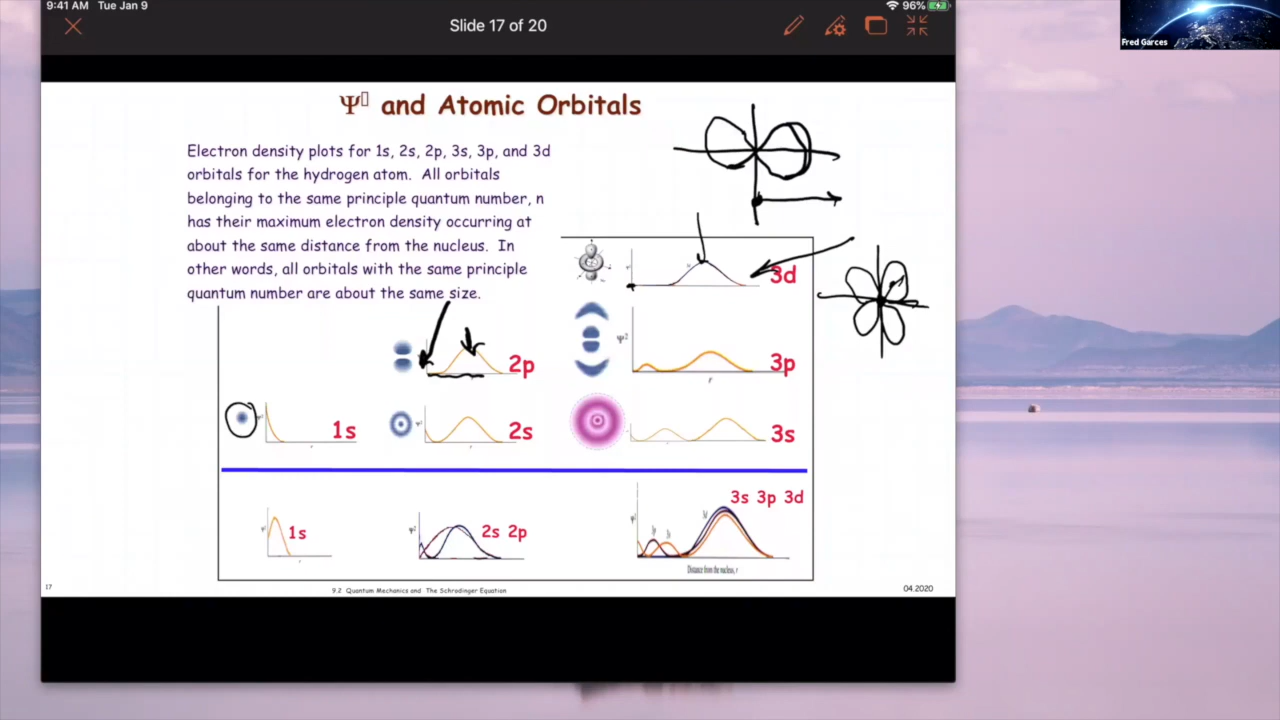 9:41 AM Tue Jan 9
96%
Slide 17 of 20
Fred Garces
Ψ and Atomic Orbitals
Electron density plots for 1s, 2s, 2p, 3s, 3p, and 3d
orbitals for the hydrogen atom. All orbitals
belonging to the same principle quantum number, n
has their maximum electron density occurring at
about the same distance from the nucleus. In
other words, all orbitals with the same principle
quantum number are about the same size.
3d
2p
Ψ²
3p
r
1s
2s
3s
1s
2s 2p
3s 3p 3d
3d
Distance from the nucleus, r
17
9.2 Quantum Mechanics and The Schrodinger Equation
04.2020